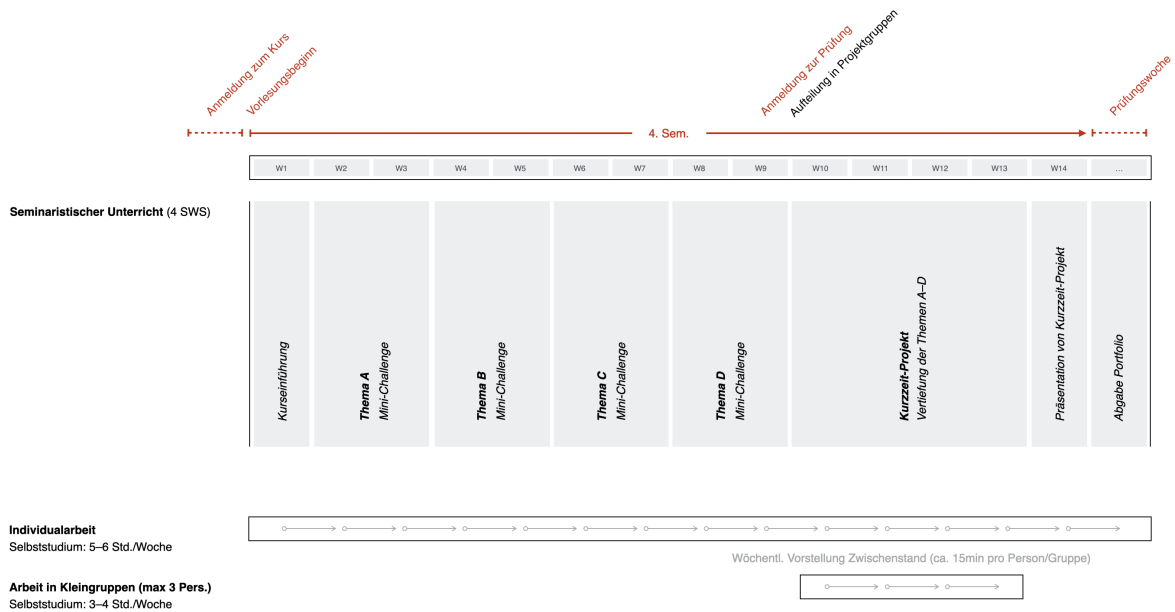 Anmeldung zum Kurs
Vorlesungsbeginn
Anmeldung zur Prüfung
Aufteilung in Projektgruppen
Prüfungswoche
4. Sem.
W1 W2 W3 W4 W5 W6 W7 W8 W9 W10 W11 W12 W13 W14 ...
Seminaristischer Unterricht (4 SWS)
Kurseinführung
Thema A
Mini-Challenge
Thema B
Mini-Challenge
Thema C
Mini-Challenge
Thema D
Mini-Challenge
Kurzzeit-Projekt
Vertiefung der Themen A–D
Präsentation von Kurzzeit-Projekt
Abgabe Portfolio
Individualarbeit
Selbststudium: 5–6 Std./Woche
Wöchentl. Vorstellung Zwischenstand (ca. 15min pro Person/Gruppe)
Arbeit in Kleingruppen (max 3 Pers.)
Selbststudium: 3–4 Std./Woche